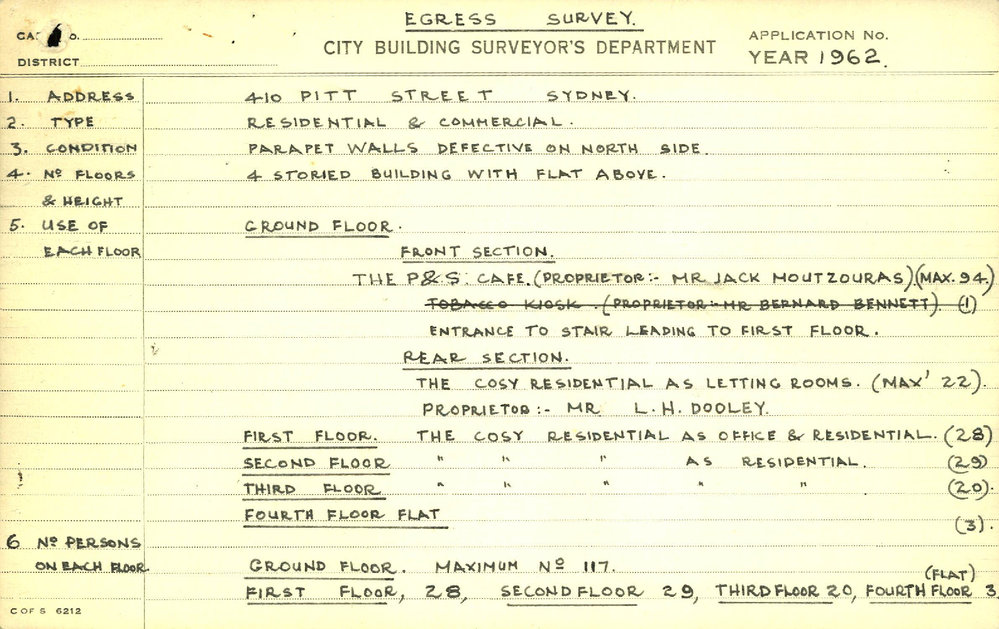 EGRESS SURVEY.
CITY BUILDING SURVEYOR'S DEPARTMENT
APPLICATION No.
YEAR 1962.
DISTRICT
1. ADDRESS 410 PITT STREET SYDNEY.
2. TYPE RESIDENTIAL & COMMERCIAL.
3. CONDITION PARAPET WALLS DEFECTIVE ON NORTH SIDE.
4. Nº FLOORS 4 STORIED BUILDING WITH FLAT ABOVE.
& HEIGHT
5. USE OF GROUND FLOOR.
EACH FLOOR FRONT SECTION.
THE P&S. CAFE. (PROPRIETOR:- MR JACK MOUTZOURAS) (MAX. 94)
TOBACCO KIOSK. (PROPRIETOR:- MR BERNARD BENNETT). (1)
ENTRANCE TO STAIR LEADING TO FIRST FLOOR.
REAR SECTION.
THE COSY RESIDENTIAL AS LETTING ROOMS. (MAX' 22).
PROPRIETOR:- MR L.H. DOOLEY.
FIRST FLOOR. THE COSY RESIDENTIAL AS OFFICE & RESIDENTIAL. (28)
SECOND FLOOR " " " AS RESIDENTIAL. (29)
THIRD FLOOR " " " " " (20).
FOURTH FLOOR FLAT (3).
6 Nº PERSONS
ON EACH FLOOR. GROUND FLOOR. MAXIMUM Nº 117.
(FLAT)
FIRST FLOOR, 28, SECOND FLOOR 29, THIRD FLOOR 20, FOURTH FLOOR 3
C OF S 6212